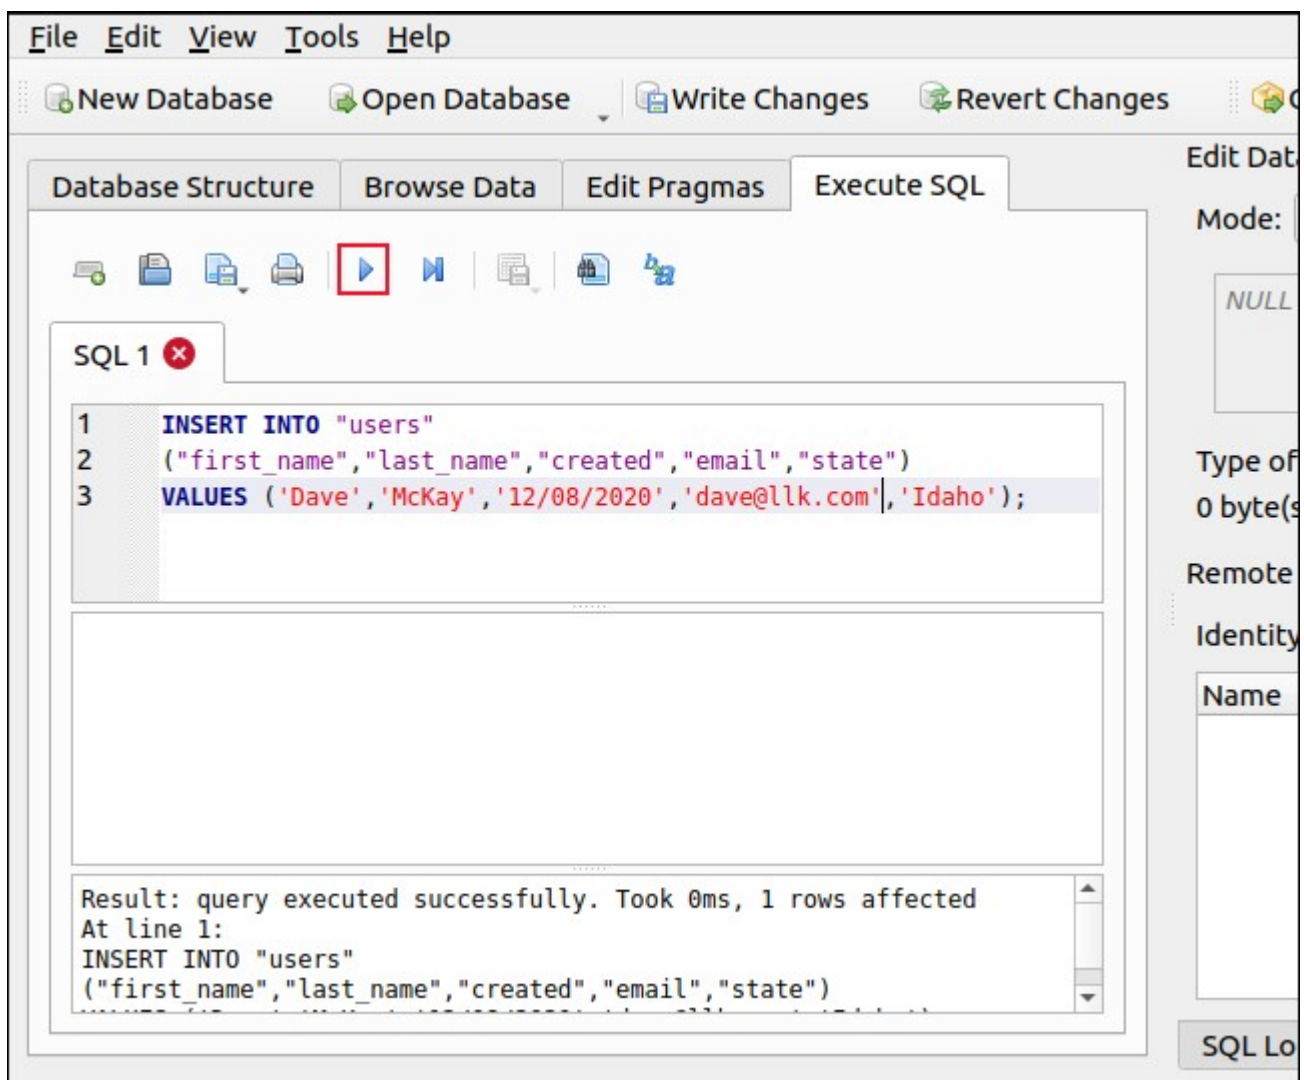 File Edit View Tools Help
New Database Open Database Write Changes Revert Changes
Database Structure Browse Data Edit Pragmas Execute SQL
Mode:
NULL
SQL 1
1 INSERT INTO "users"
2 ("first_name","last_name","created","email","state")
3 VALUES ('Dave','McKay','12/08/2020','dave@llk.com','Idaho');
Type of
0 byte(s
Remote
Identity
Name
Result: query executed successfully. Took 0ms, 1 rows affected
At line 1:
INSERT INTO "users"
("first_name","last_name","created","email","state")
SQL Lo